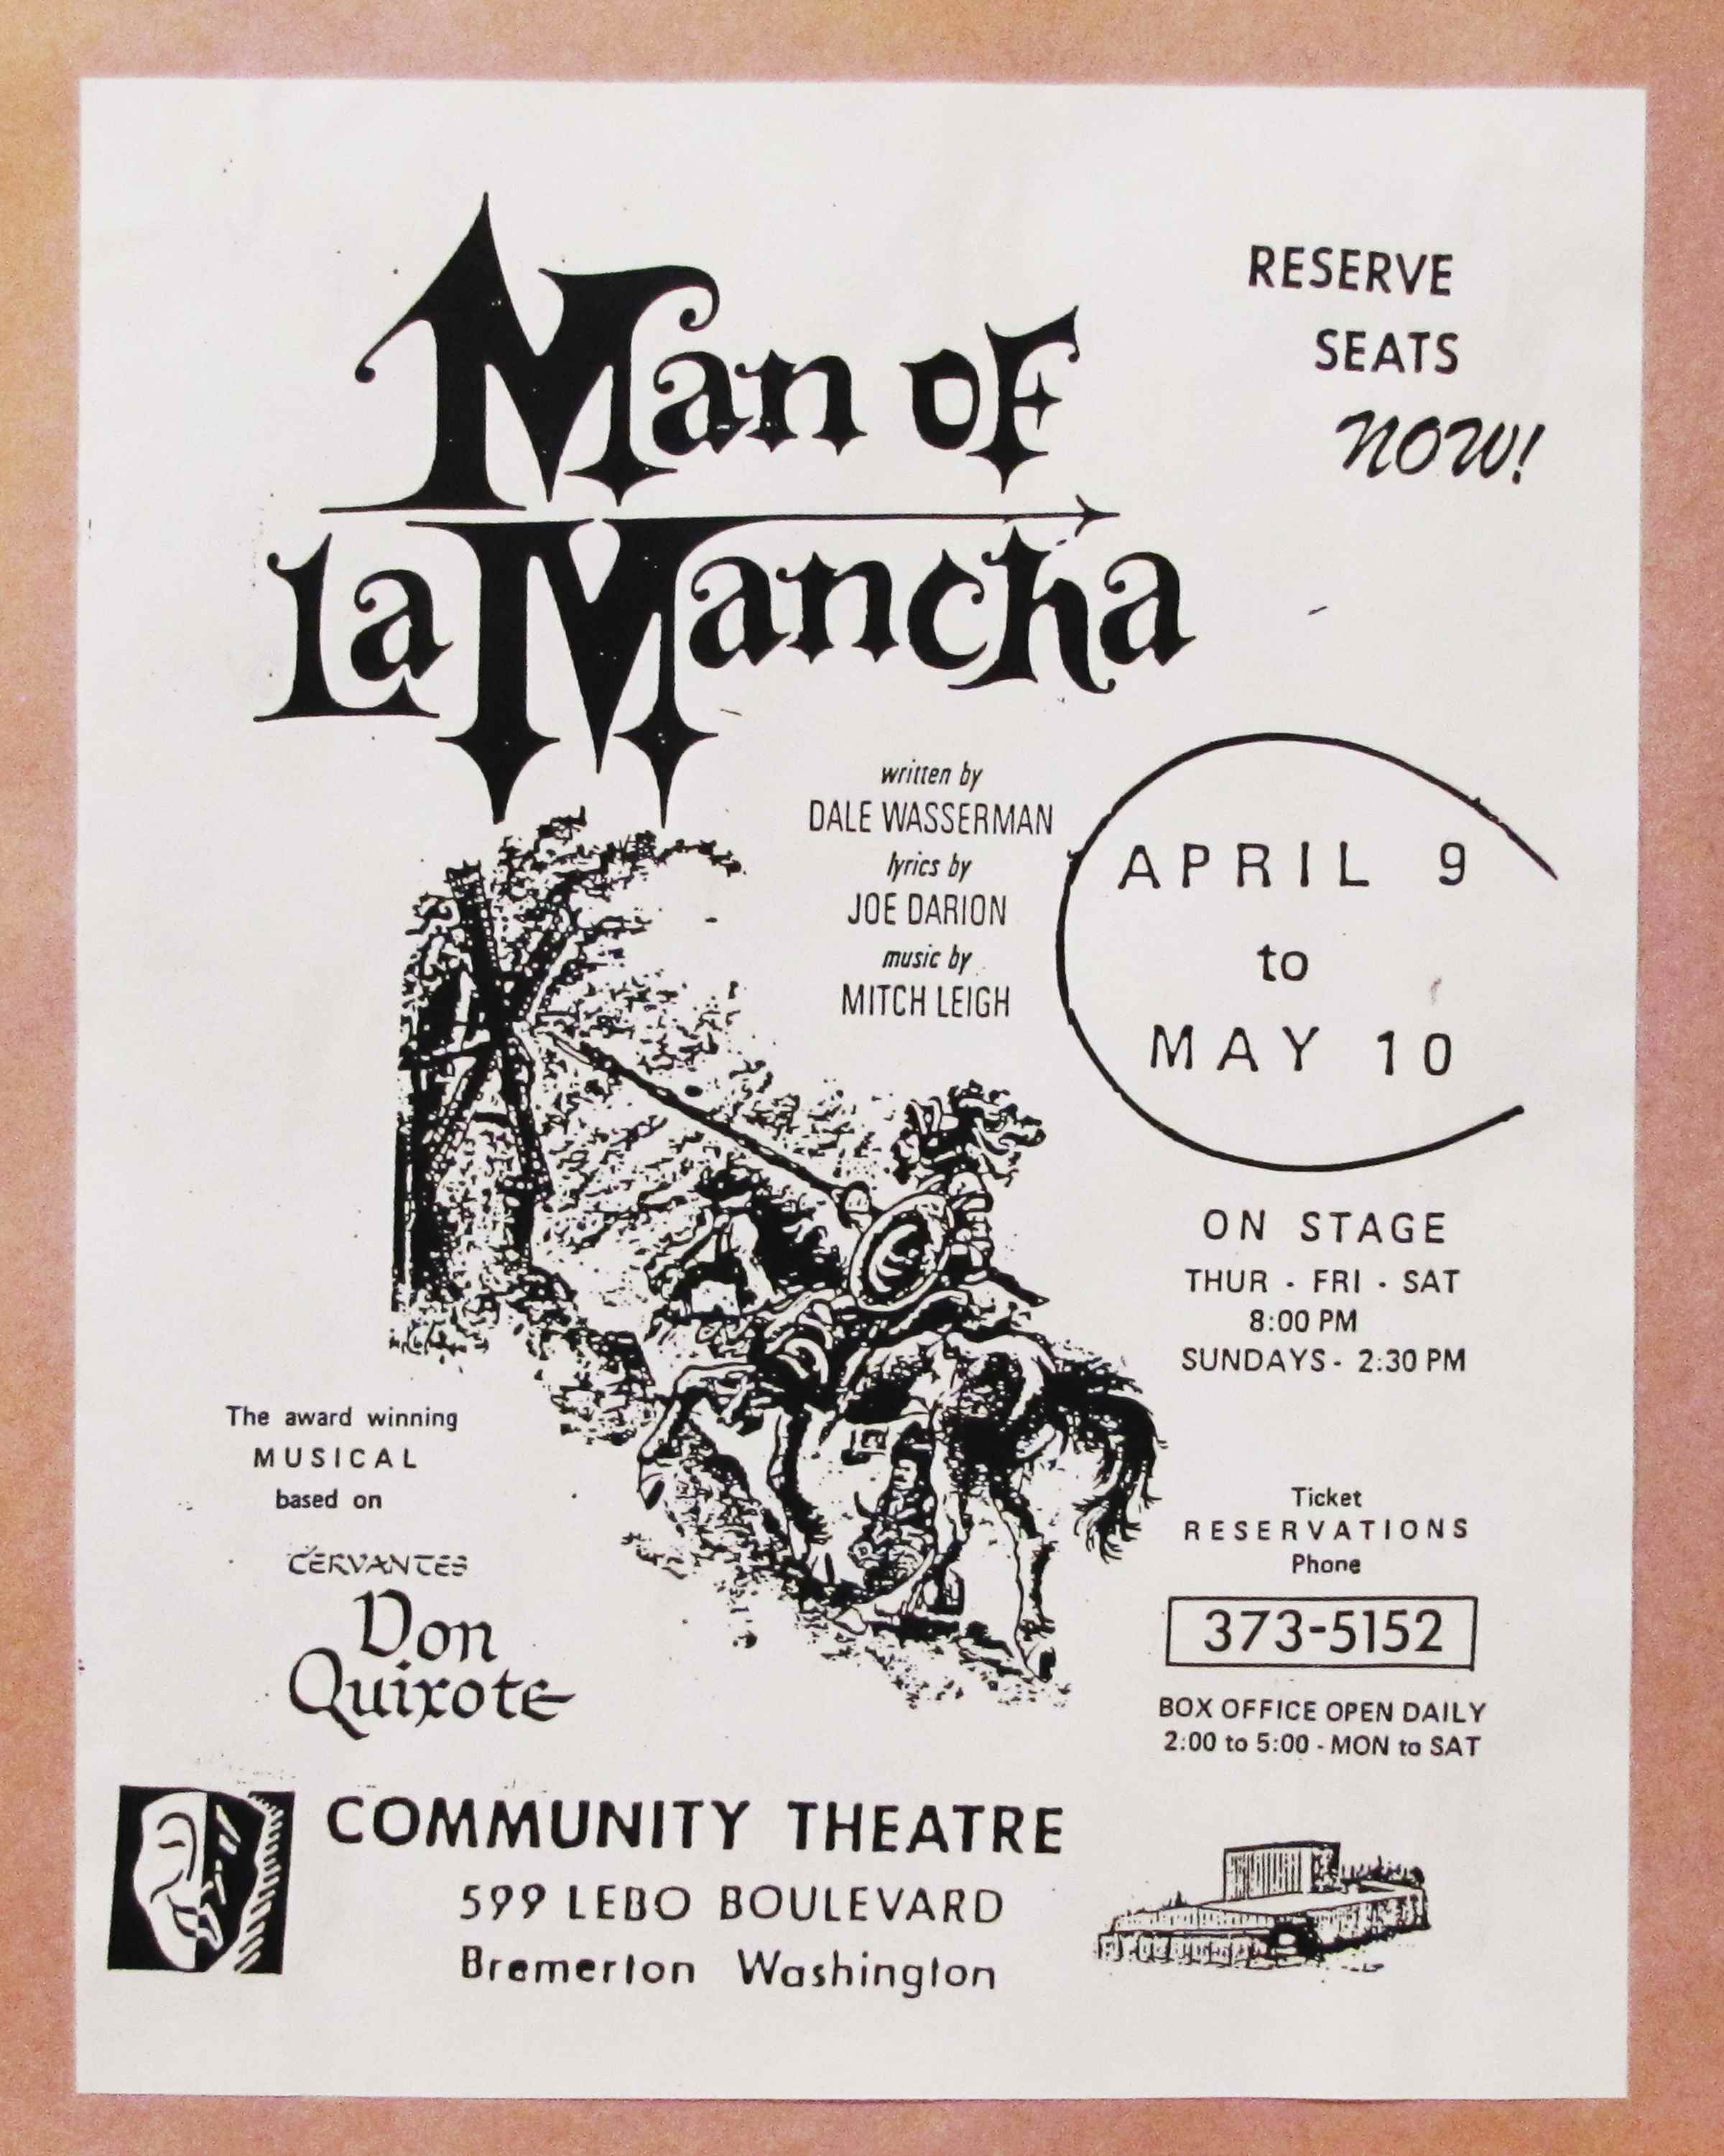 Man of
La Mancha
RESERVE
SEATS
NOW!
written by
DALE WASSERMAN
lyrics by
JOE DARION
music by
MITCH LEIGH
APRIL 9
to
MAY 10
ON STAGE
THUR - FRI - SAT
8:00 PM
SUNDAYS - 2:30 PM
The award winning
MUSICAL
based on
CERVANTES
Don
Quixote
Ticket
RESERVATIONS
Phone
373-5152
BOX OFFICE OPEN DAILY
2:00 to 5:00 - MON to SAT
COMMUNITY THEATRE
599 LEBO BOULEVARD
Bremerton Washington